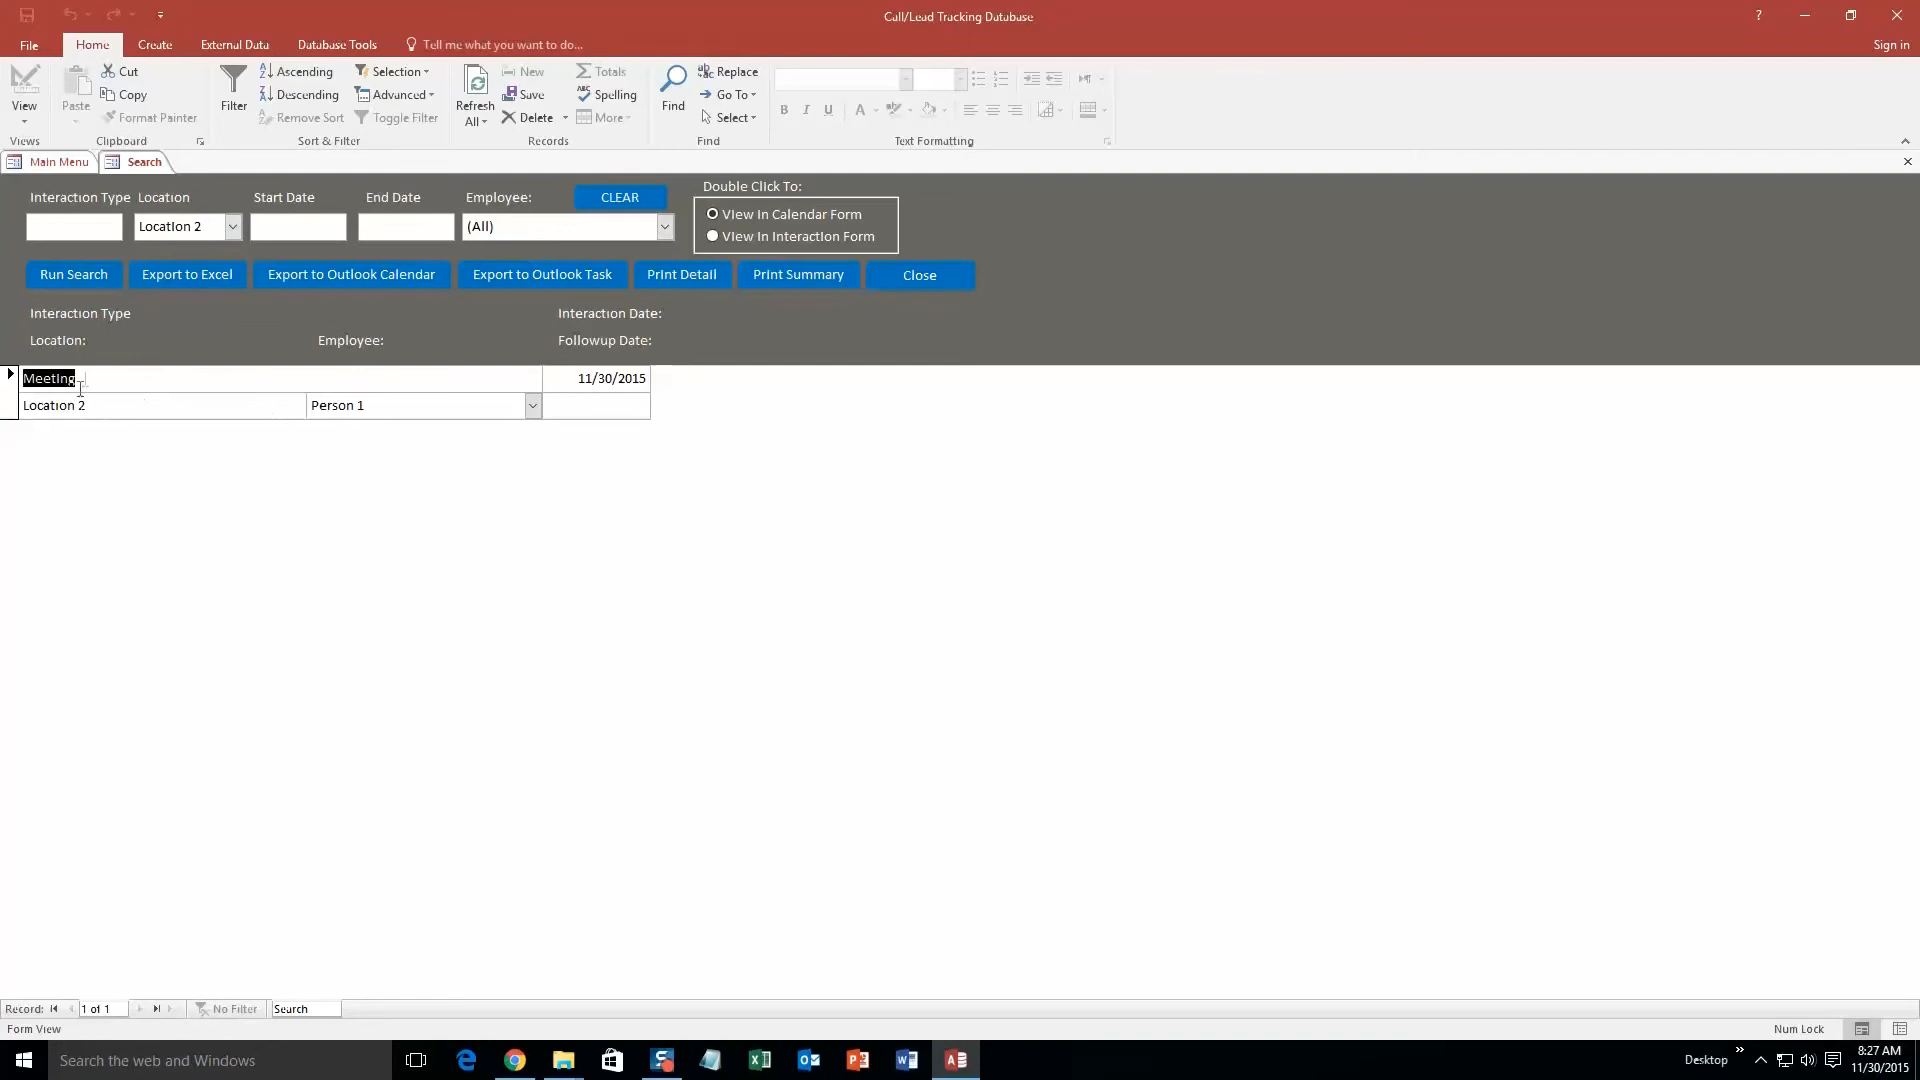 Call/Lead Tracking Database
?
File
Home
Create
External Data
Database Tools
Tell me what you want to do...
Sign in
View
Views
Paste
Cut
Copy
Format Painter
Clipboard
Filter
Ascending
Descending
Remove Sort
Selection
Advanced
Toggle Filter
Sort & Filter
Refresh
All
New
Save
Delete
Totals
Spelling
More
Records
Find
Replace
Go To
Select
Find
B I U A
Text Formatting
Main Menu
Search
Interaction Type
Location
Start Date
End Date
Employee:
CLEAR
Double Click To:
Location 2
(All)
View In Calendar Form
View In Interaction Form
Run Search
Export to Excel
Export to Outlook Calendar
Export to Outlook Task
Print Detail
Print Summary
Close
Interaction Type
Interaction Date:
Location:
Employee:
Followup Date:
Meeting
11/30/2015
Location 2
Person 1
Record:
1 of 1
No Filter
Search
Form View
Num Lock
Search the web and Windows
Desktop
8:27 AM
11/30/2015